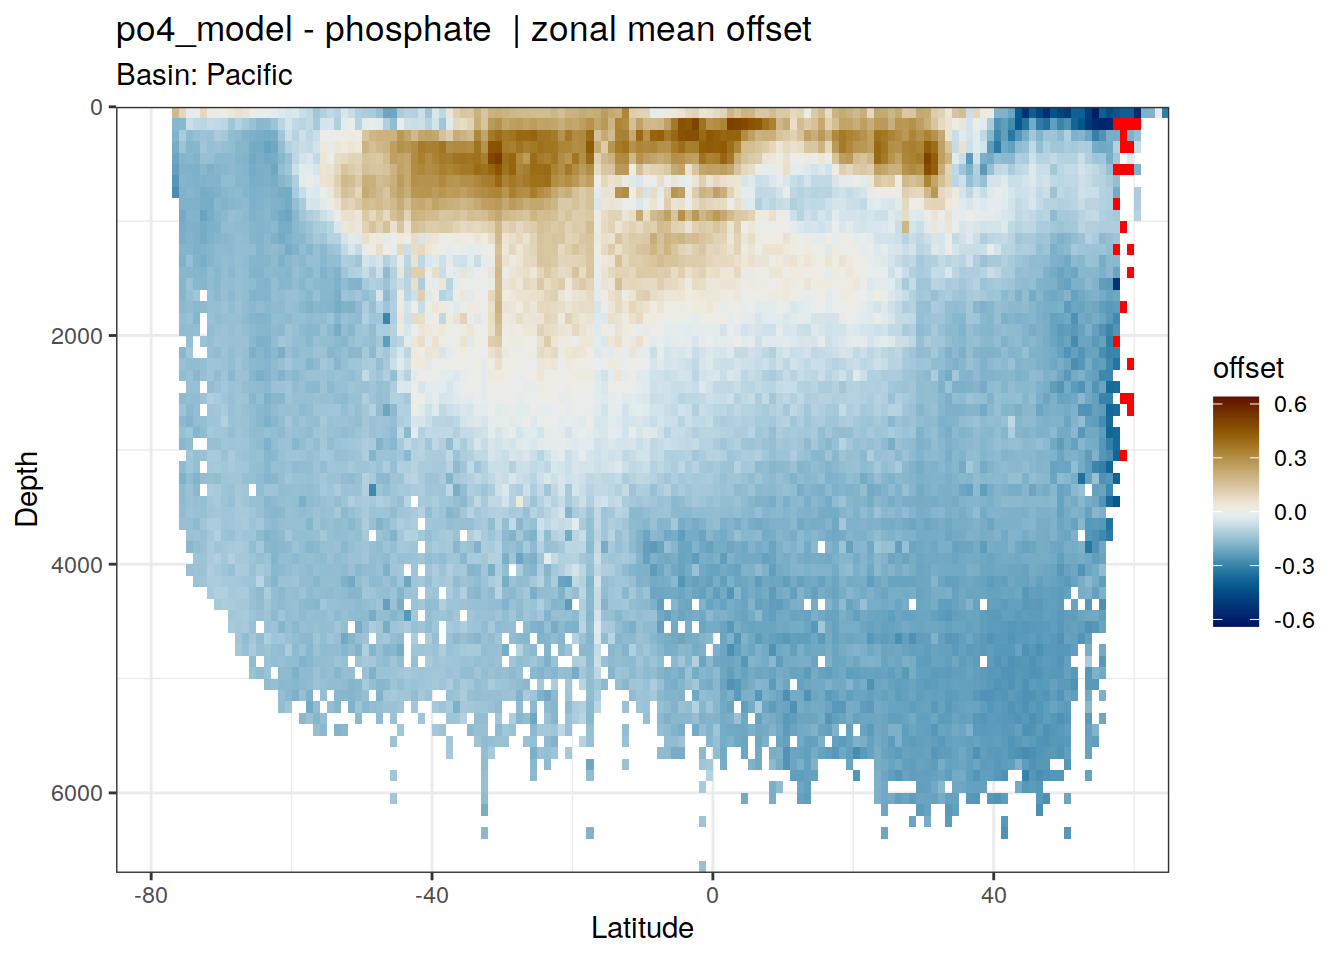 po4_model - phosphate  | zonal mean offset
Basin: Pacific
0
2000
4000
6000
Depth
-80
-40
0
40
Latitude
offset
0.6
0.3
0.0
-0.3
-0.6